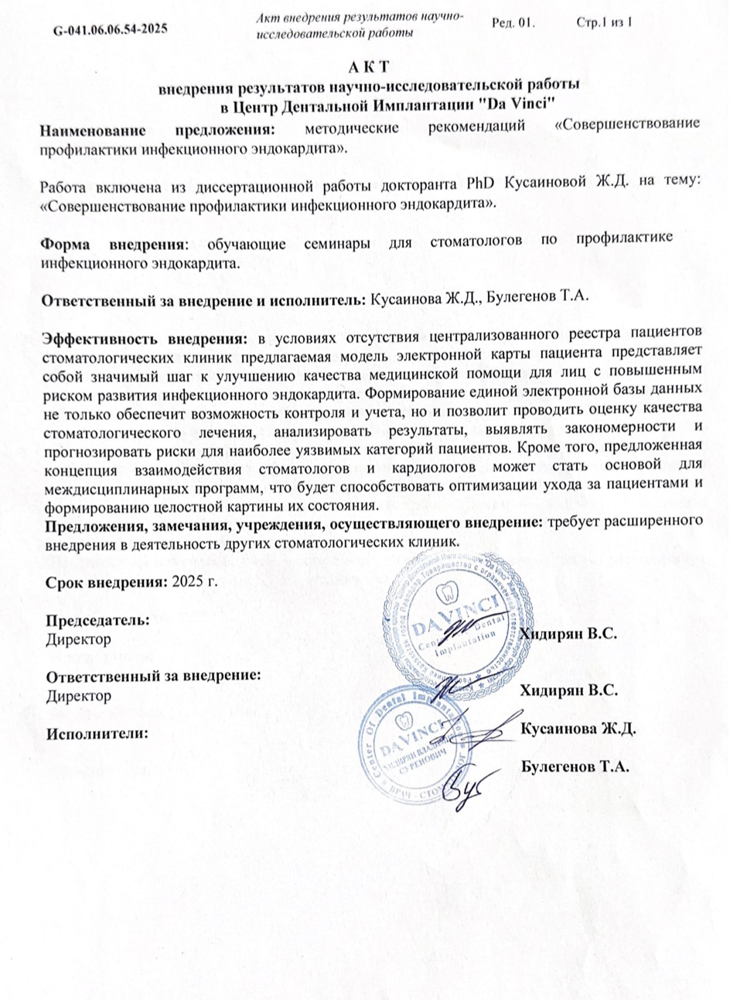 G-041.06.06.54-2025
Акт внедрения результатов научно-
исследовательской работы
Ред. 01.
Стр.1 из 1
А К Т
внедрения результатов научно-исследовательской работы
в Центр Дентальной Имплантации "Da Vinci"
Наименование предложения: методические рекомендаций «Совершенствование
профилактики инфекционного эндокардита».
Работа включена из диссертационной работы докторанта PhD Кусаиновой Ж.Д. на тему:
«Совершенствование профилактики инфекционного эндокардита».
Форма внедрения: обучающие семинары для стоматологов по профилактике
инфекционного эндокардита.
Ответственный за внедрение и исполнитель: Кусаинова Ж.Д., Булегенов Т.А.
Эффективность внедрения: в условиях отсутствия централизованного реестра пациентов
стоматологических клиник предлагаемая модель электронной карты пациента представляет
собой значимый шаг к улучшению качества медицинской помощи для лиц с повышенным
риском развития инфекционного эндокардита. Формирование единой электронной базы данных
не только обеспечит возможность контроля и учета, но и позволит проводить оценку качества
стоматологического лечения, анализировать результаты, выявлять закономерности и
прогнозировать риски для наиболее уязвимых категорий пациентов. Кроме того, предложенная
концепция взаимодействия стоматологов и кардиологов может стать основой для
междисциплинарных программ, что будет способствовать оптимизации ухода за пациентами и
формированию целостной картины их состояния.
Предложения, замечания, учреждения, осуществляющего внедрение: требует расширенного
внедрения в деятельность других стоматологических клиник.
Срок внедрения: 2025 г.
Председатель:
Директор
Хидирян В.С.
DAVINCI
Dental
Implantation
Ответственный за внедрение:
Директор
Хидирян В.С.
Исполнители:
Кусаинова Ж.Д.
Булегенов Т.А.
Center Of Dental Implantation
DAVINCI
ХИДИРЯН
СУРЕНОВИЧ
ВРАЧ